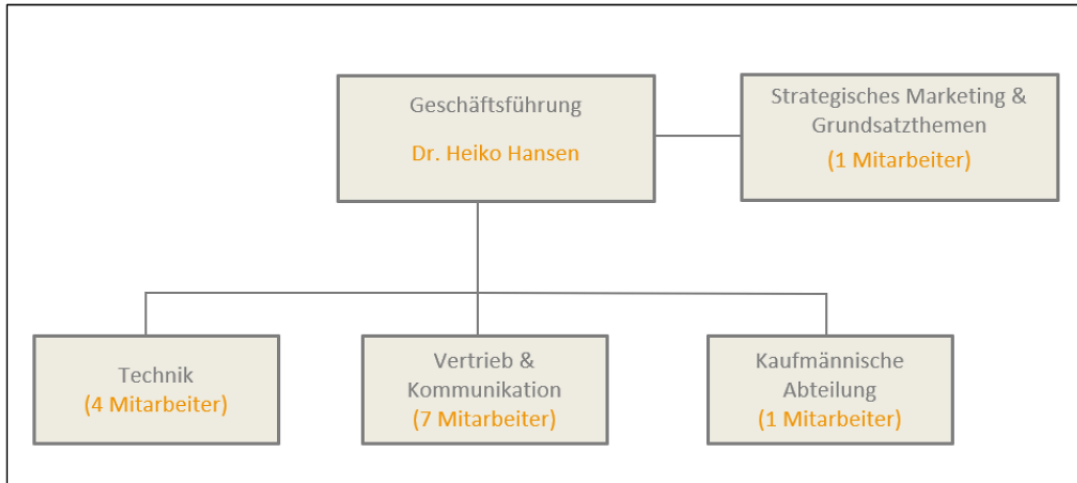 Geschäftsführung
Dr. Heiko Hansen
Strategisches Marketing &
Grundsatzthemen
(1 Mitarbeiter)
Technik
(4 Mitarbeiter)
Vertrieb &
Kommunikation
(7 Mitarbeiter)
Kaufmännische
Abteilung
(1 Mitarbeiter)